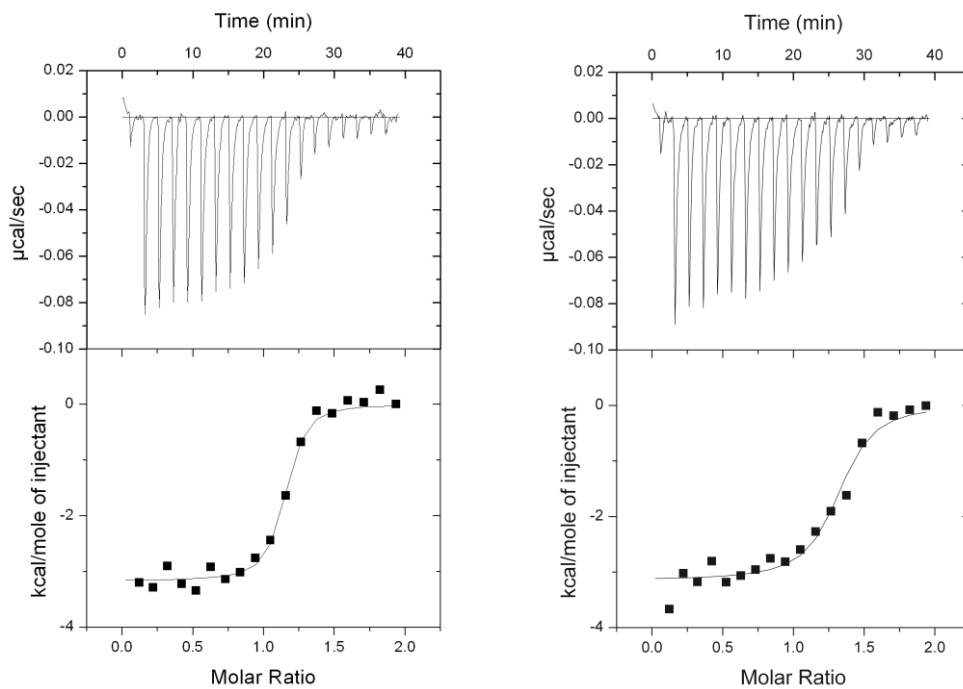 Time (min)
0 10 20 30 40
0.02
0.00
-0.02
-0.04
-0.06
-0.08
-0.10
µcal/sec
0
-2
-4
kcal/mole of injectant
0.0 0.5 1.0 1.5 2.0
Molar Ratio
Time (min)
0 10 20 30 40
0.02
0.00
-0.02
-0.04
-0.06
-0.08
-0.10
µcal/sec
0
-2
-4
kcal/mole of injectant
0.0 0.5 1.0 1.5 2.0
Molar Ratio